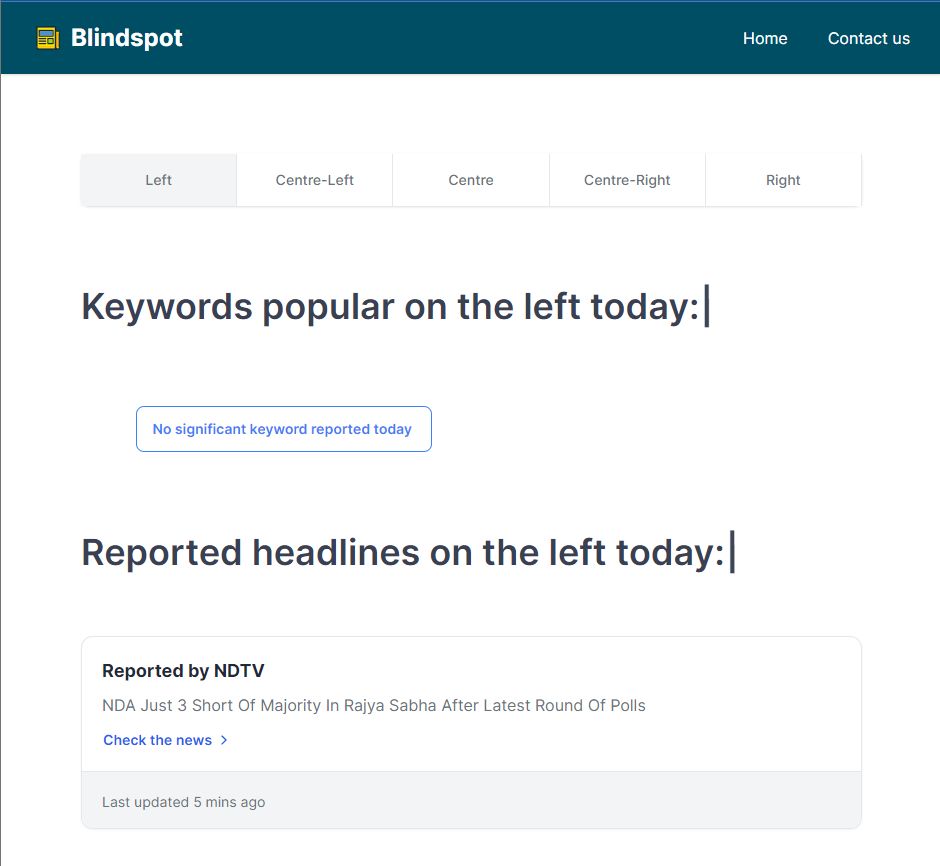 Blindspot
Home Contact us
Left Centre-Left Centre Centre-Right Right
Keywords popular on the left today:|
No significant keyword reported today
Reported headlines on the left today:|
Reported by NDTV
NDA Just 3 Short Of Majority In Rajya Sabha After Latest Round Of Polls
Check the news >
Last updated 5 mins ago